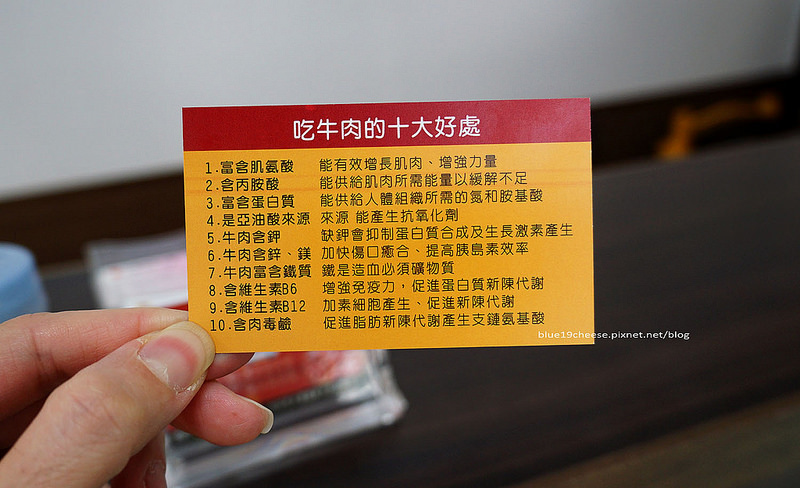 吃牛肉的十大好處
1.富含肌氨酸 能有效增長肌肉、增強力量
2.含丙胺酸 能供給肌肉所需能量以緩解不足
3.富含蛋白質 能供給人體組織所需的氮和胺基酸
4.是亞油酸來源 來源 能產生抗氧化劑
5.牛肉含鉀 缺鉀會抑制蛋白質合成及生長激素產生
6.牛肉含鋅、鎂 加快傷口癒合、提高胰島素效率
7.牛肉富含鐵質 鐵是造血必須礦物質
8.含維生素B6 增強免疫力，促進蛋白質新陳代謝
9.含維生素B12 加素細胞產生、促進新陳代謝
10.含肉毒鹼 促進脂肪新陳代謝產生支鏈氨基酸
blue19cheese.pixnet.net/blog